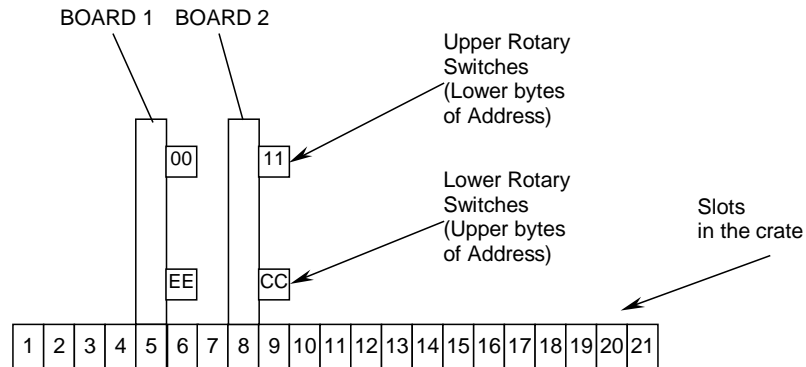 BOARD 1 BOARD 2
Upper Rotary
Switches
(Lower bytes
of Address)
00 11
Lower Rotary
Switches
(Upper bytes
of Address)
Slots
in the crate
EE CC
1 2 3 4 5 6 7 8 9 10 11 12 13 14 15 16 17 18 19 20 21